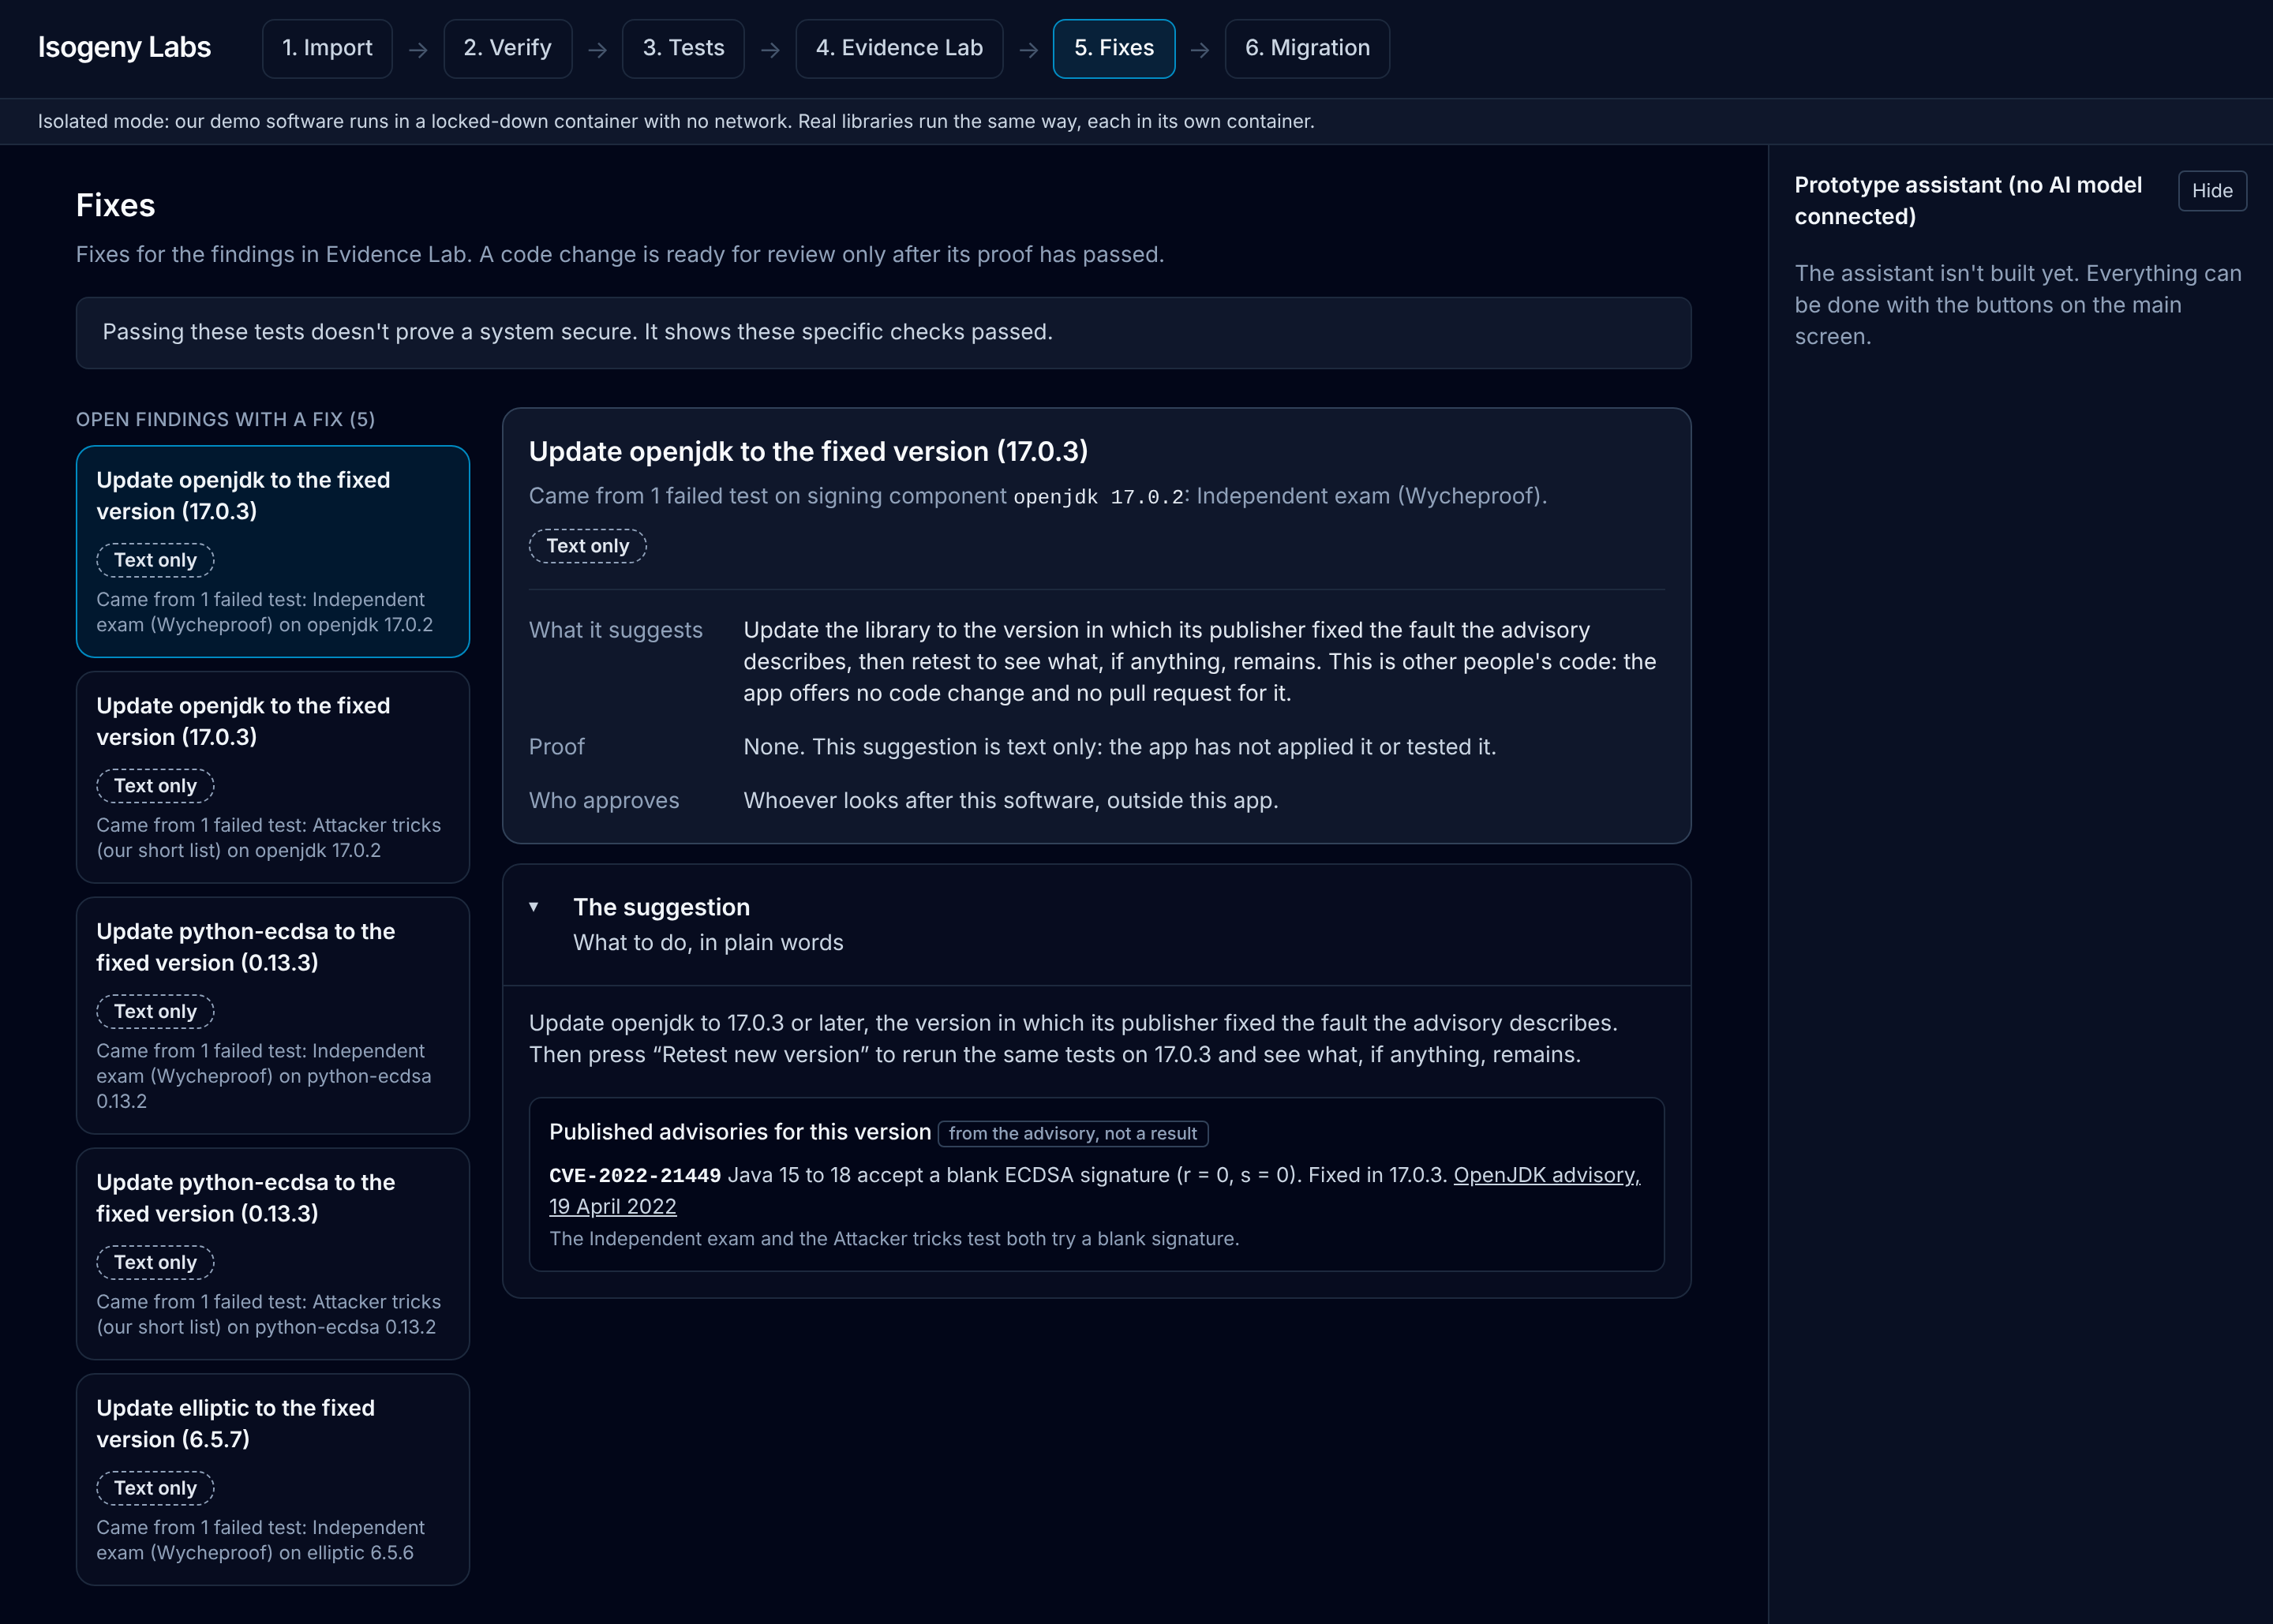 Isogeny Labs
1. Import
→
2. Verify
→
3. Tests
→
4. Evidence Lab
→
5. Fixes
→
6. Migration
Isolated mode: our demo software runs in a locked-down container with no network. Real libraries run the same way, each in its own container.
Fixes
Fixes for the findings in Evidence Lab. A code change is ready for review only after its proof has passed.
Passing these tests doesn't prove a system secure. It shows these specific checks passed.
OPEN FINDINGS WITH A FIX (5)
Update openjdk to the fixed
version (17.0.3)
Text only
Came from 1 failed test: Independent
exam (Wycheproof) on openjdk 17.0.2
Update openjdk to the fixed
version (17.0.3)
Text only
Came from 1 failed test: Attacker tricks
(our short list) on openjdk 17.0.2
Update python-ecdsa to the
fixed version (0.13.3)
Text only
Came from 1 failed test: Independent
exam (Wycheproof) on python-ecdsa
0.13.2
Update python-ecdsa to the
fixed version (0.13.3)
Text only
Came from 1 failed test: Attacker tricks
(our short list) on python-ecdsa 0.13.2
Update elliptic to the fixed
version (6.5.7)
Text only
Came from 1 failed test: Independent
exam (Wycheproof) on elliptic 6.5.6
Update openjdk to the fixed version (17.0.3)
Came from 1 failed test on signing component openjdk 17.0.2: Independent exam (Wycheproof).
Text only
What it suggests
Update the library to the version in which its publisher fixed the fault the advisory
describes, then retest to see what, if anything, remains. This is other people's code: the
app offers no code change and no pull request for it.
Proof
None. This suggestion is text only: the app has not applied it or tested it.
Who approves
Whoever looks after this software, outside this app.
▼ The suggestion
What to do, in plain words
Update openjdk to 17.0.3 or later, the version in which its publisher fixed the fault the advisory describes.
Then press “Retest new version” to rerun the same tests on 17.0.3 and see what, if anything, remains.
Published advisories for this version from the advisory, not a result
CVE-2022-21449 Java 15 to 18 accept a blank ECDSA signature (r = 0, s = 0). Fixed in 17.0.3. OpenJDK advisory,
19 April 2022
The Independent exam and the Attacker tricks test both try a blank signature.
Prototype assistant (no AI model
connected)
Hide
The assistant isn't built yet. Everything can
be done with the buttons on the main
screen.